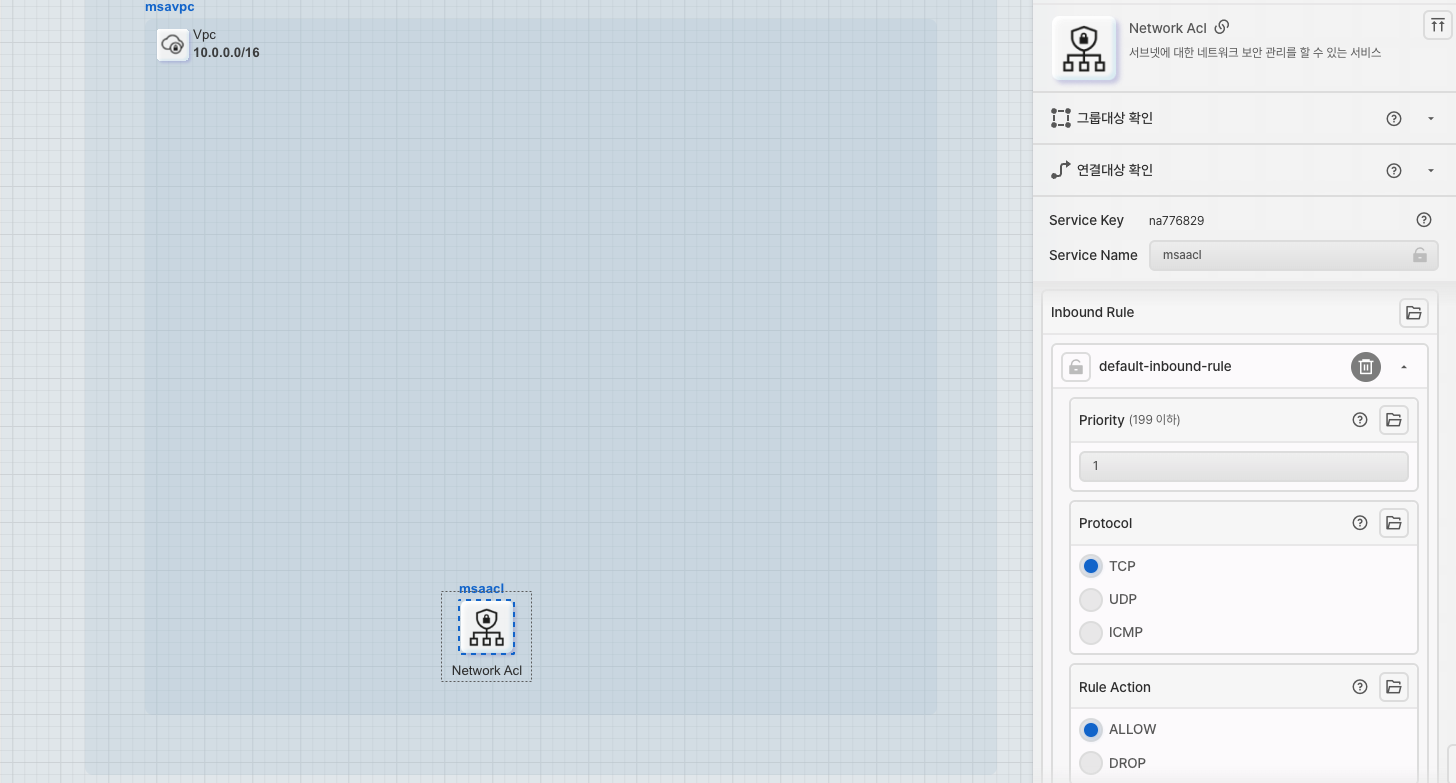 msavpc
Vpc
10.0.0.0/16
msaacl
Network Acl
Network Acl
서브넷에 대한 네트워크 보안 관리를 할 수 있는 서비스
그룹대상 확인
연결대상 확인
Service Key na776829
Service Name msaacl
Inbound Rule
default-inbound-rule
Priority (199 이하)
1
Protocol
TCP
UDP
ICMP
Rule Action
ALLOW
DROP